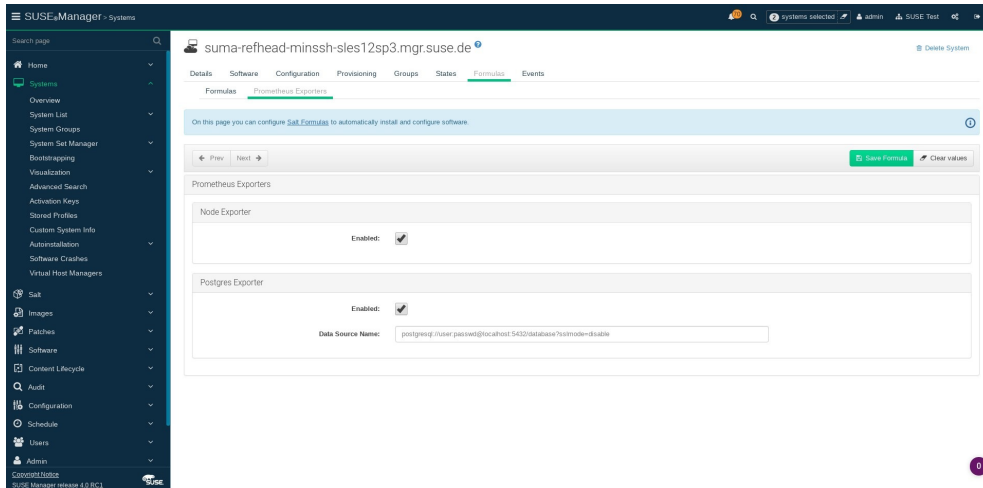 SUSE Manager > Systems
70
2 systems selected
admin
SUSE Test
Search page
Home
Systems
Overview
System List
System Groups
System Set Manager
Bootstrapping
Visualization
Advanced Search
Activation Keys
Stored Profiles
Custom System Info
Autoinstallation
Software Crashes
Virtual Host Managers
Salt
Images
Patches
Software
Content Lifecycle
Audit
Configuration
Schedule
Users
Admin
Copyright Notice
SUSE Manager release 4.0 RC1
SUSE
suma-refhead-minssh-sles12sp3.mgr.suse.de ?
Delete System
Details Software Configuration Provisioning Groups States Formulas Events
Formulas Prometheus Exporters
On this page you can configure Salt Formulas to automatically install and configure software.
Prev Next
Save Formula Clear values
Prometheus Exporters
Node Exporter
Enabled:
Postgres Exporter
Enabled:
Data Source Name: postgresql://user:passwd@localhost:5432/database?sslmode=disable
0